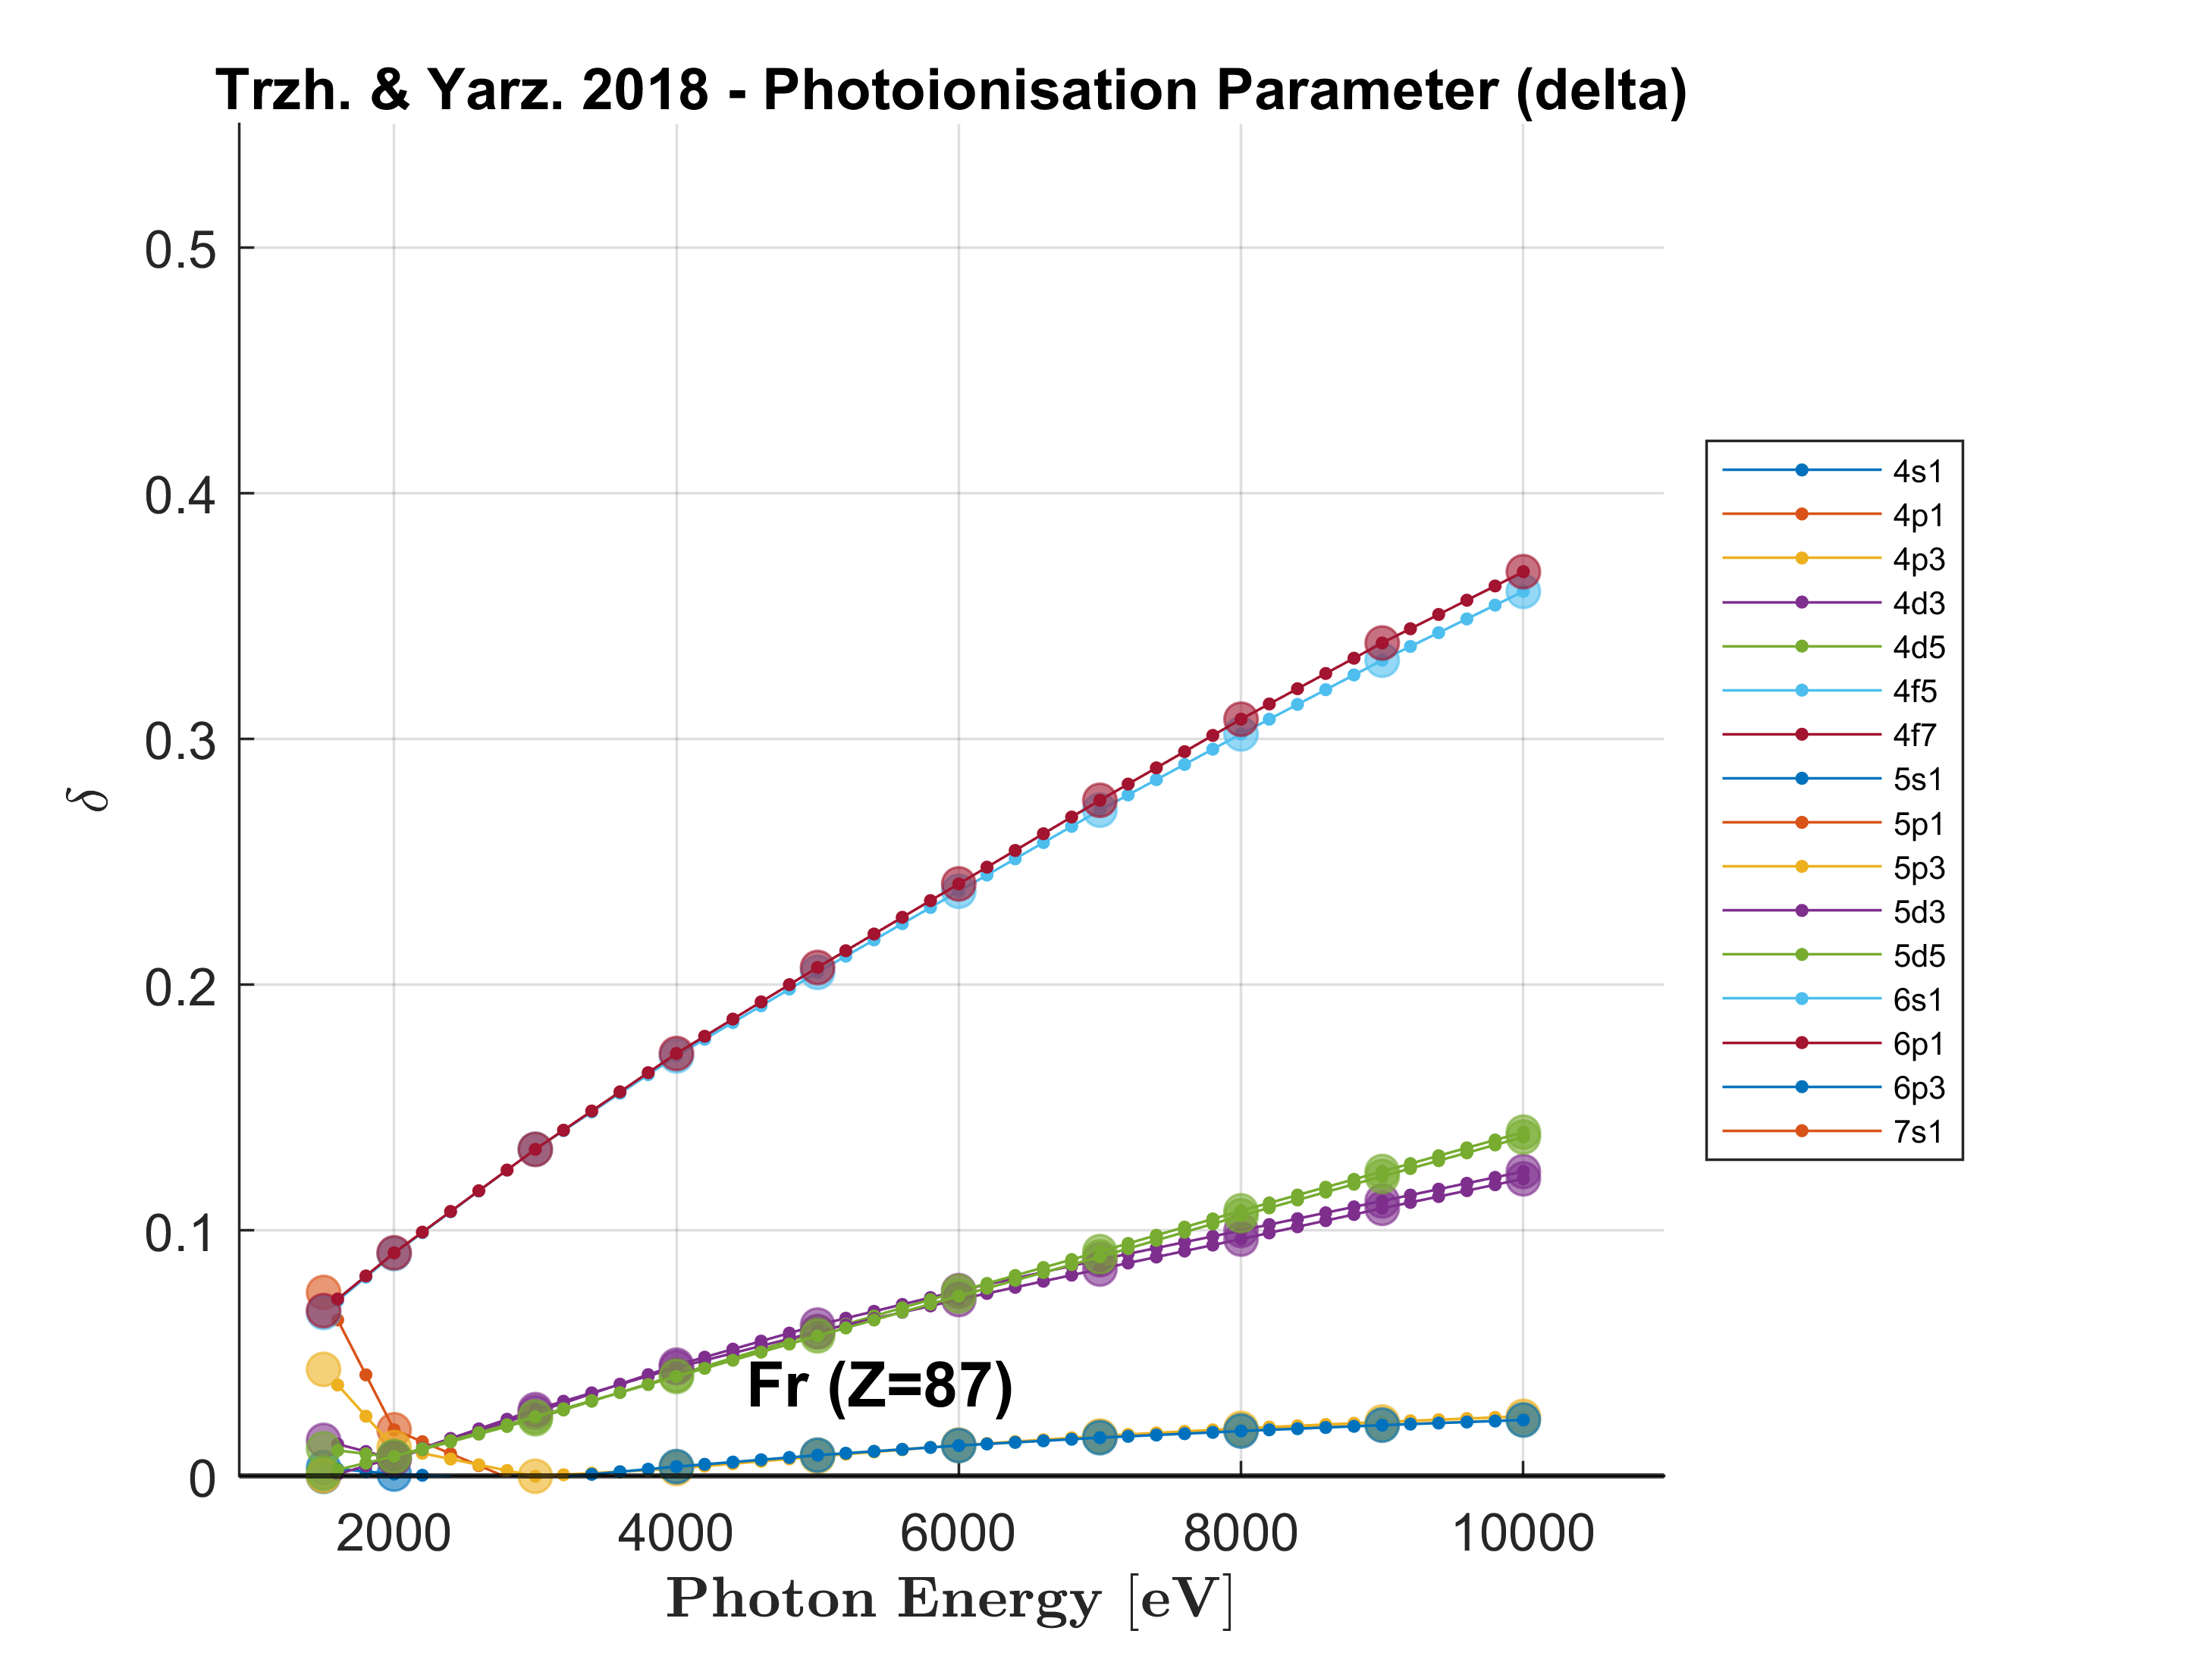 Trzh. & Yarz. 2018 - Photoionisation Parameter (delta)
0.5
0.4
0.3
0.2
0.1
0
δ
2000 4000 6000 8000 10000
Photon Energy [eV]
Fr (Z=87)
4s1
4p1
4p3
4d3
4d5
4f5
4f7
5s1
5p1
5p3
5d3
5d5
6s1
6p1
6p3
7s1